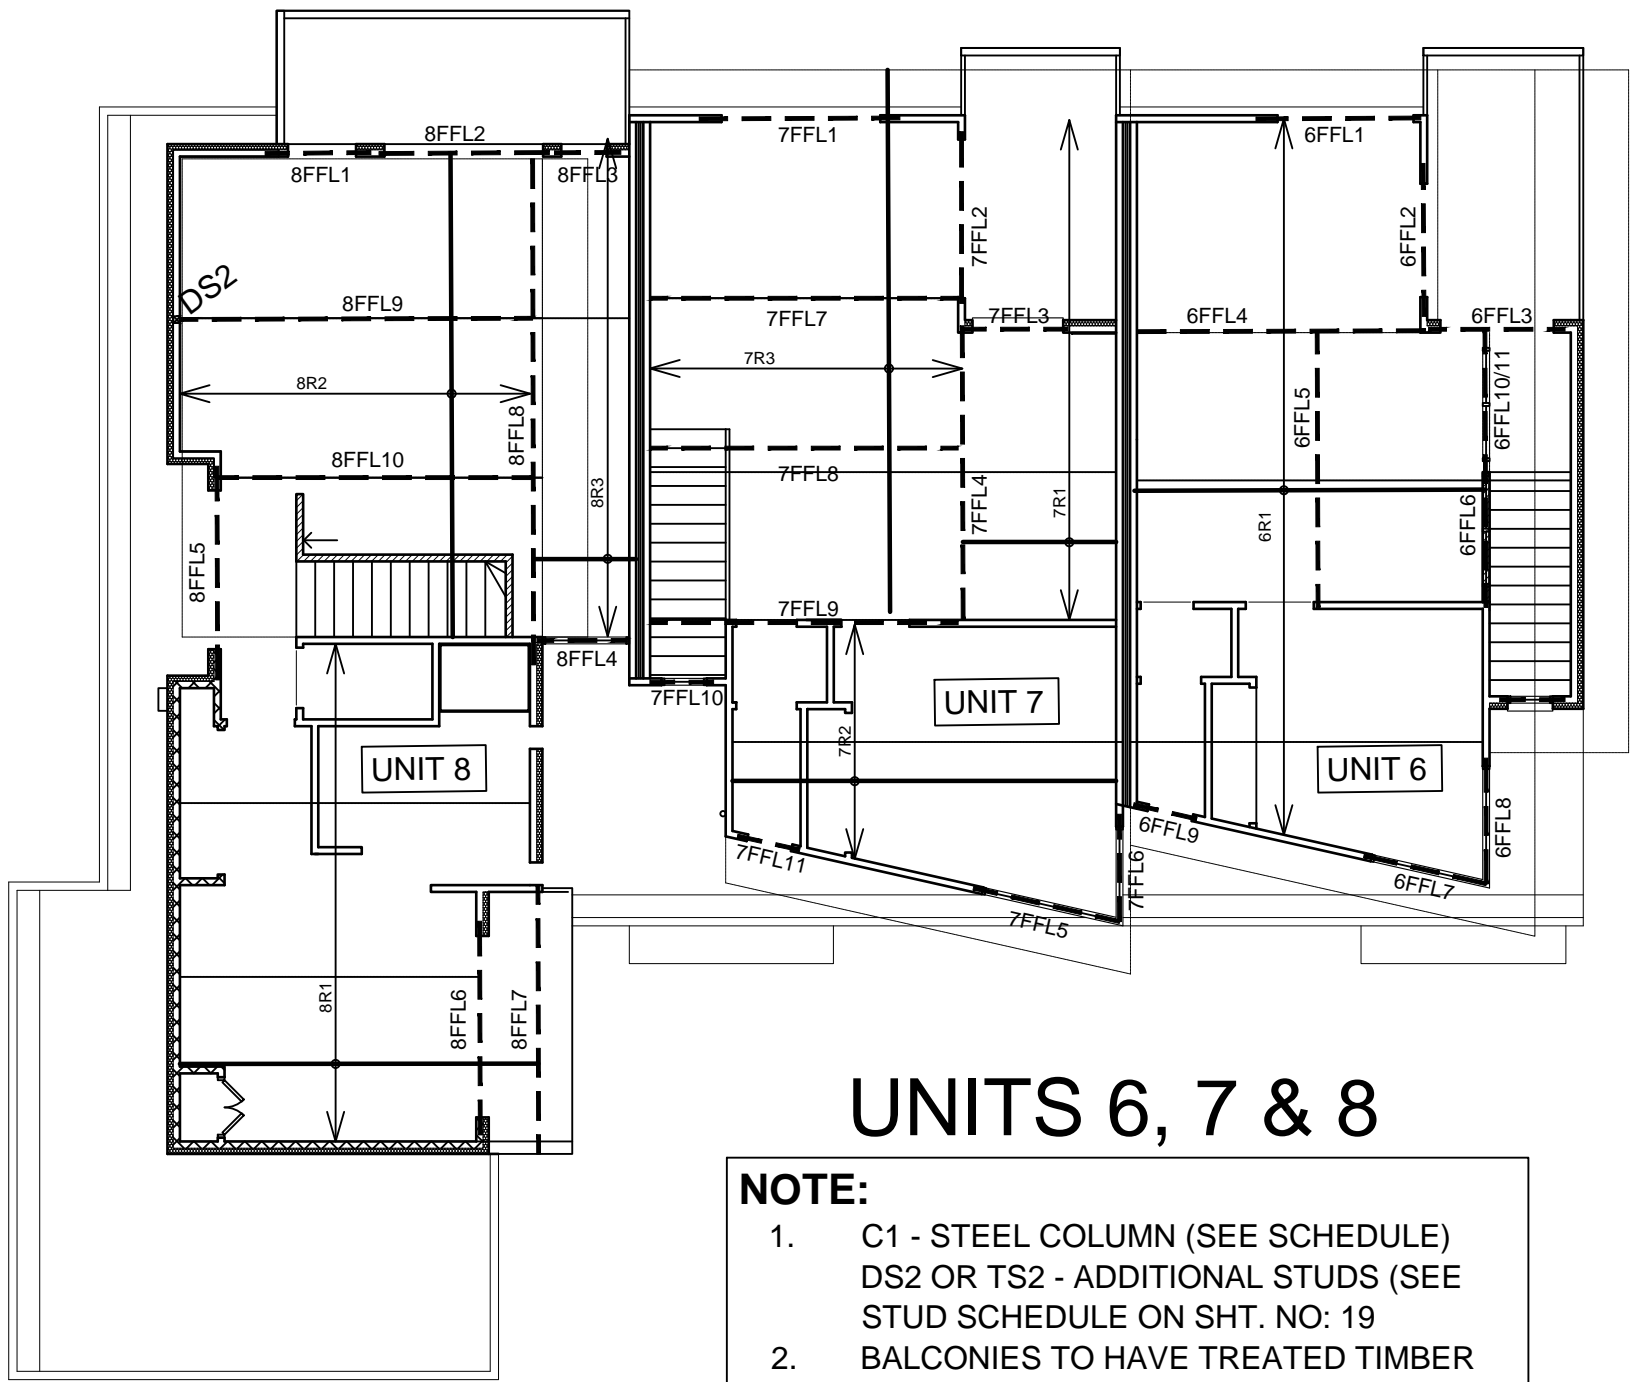 8FFL2
7FFL1
6FFL1
8FFL1
8FFL3
7FFL2
6FFL2
DS2
8FFL9
7FFL7
7FFL3
6FFL4
6FFL3
7R3
8R2
8FFL8
6FFL5
6FFL10/11
8FFL10
7FFL8
8R3
7FFL4
7R1
6R1
6FFL6
8FFL5
7FFL9
8FFL4
7FFL10
UNIT 7
7R2
UNIT 8
UNIT 6
7FFL11
7FFL6
6FFL9
6FFL8
6FFL7
7FFL5
8R1
8FFL6
8FFL7
UNITS 6, 7 & 8
NOTE:
1. C1 - STEEL COLUMN (SEE SCHEDULE)
DS2 OR TS2 - ADDITIONAL STUDS (SEE
STUD SCHEDULE ON SHT. NO: 19
2. BALCONIES TO HAVE TREATED TIMBER